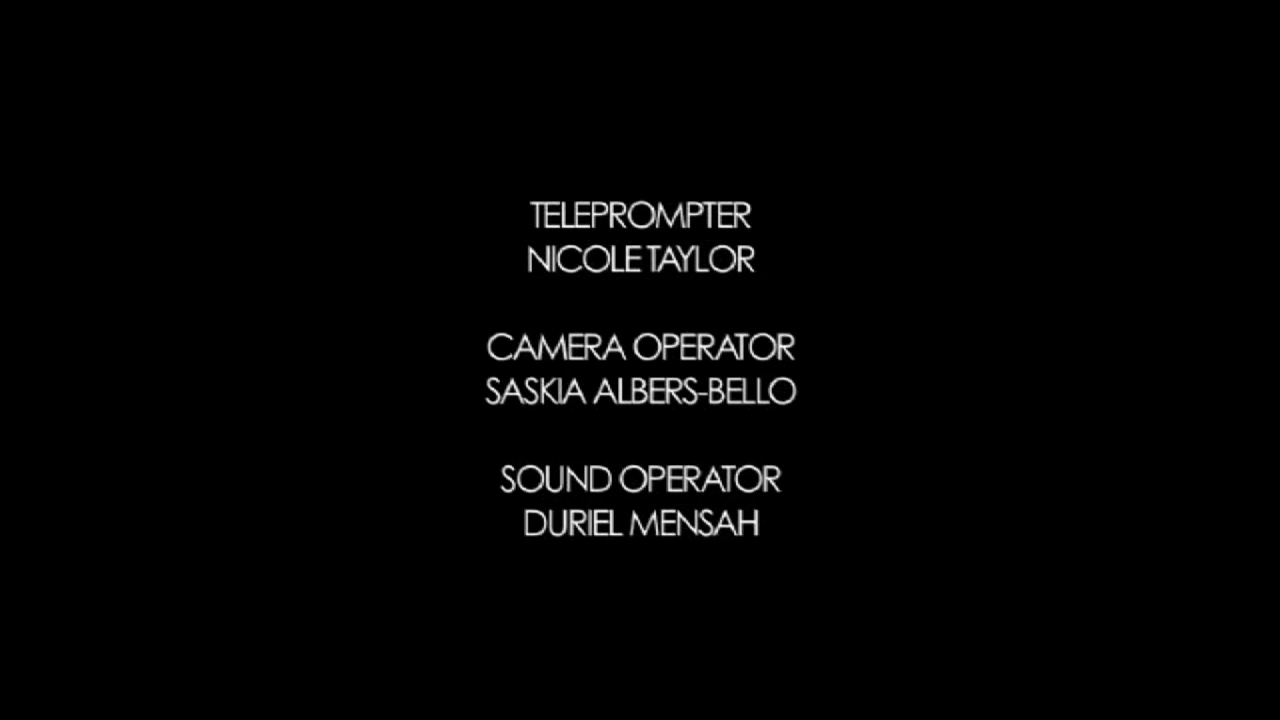 TELEPROMPTER
NICOLE TAYLOR
CAMERA OPERATOR
SASKIA ALBERS-BELLO
SOUND OPERATOR
DURIEL MENSAH